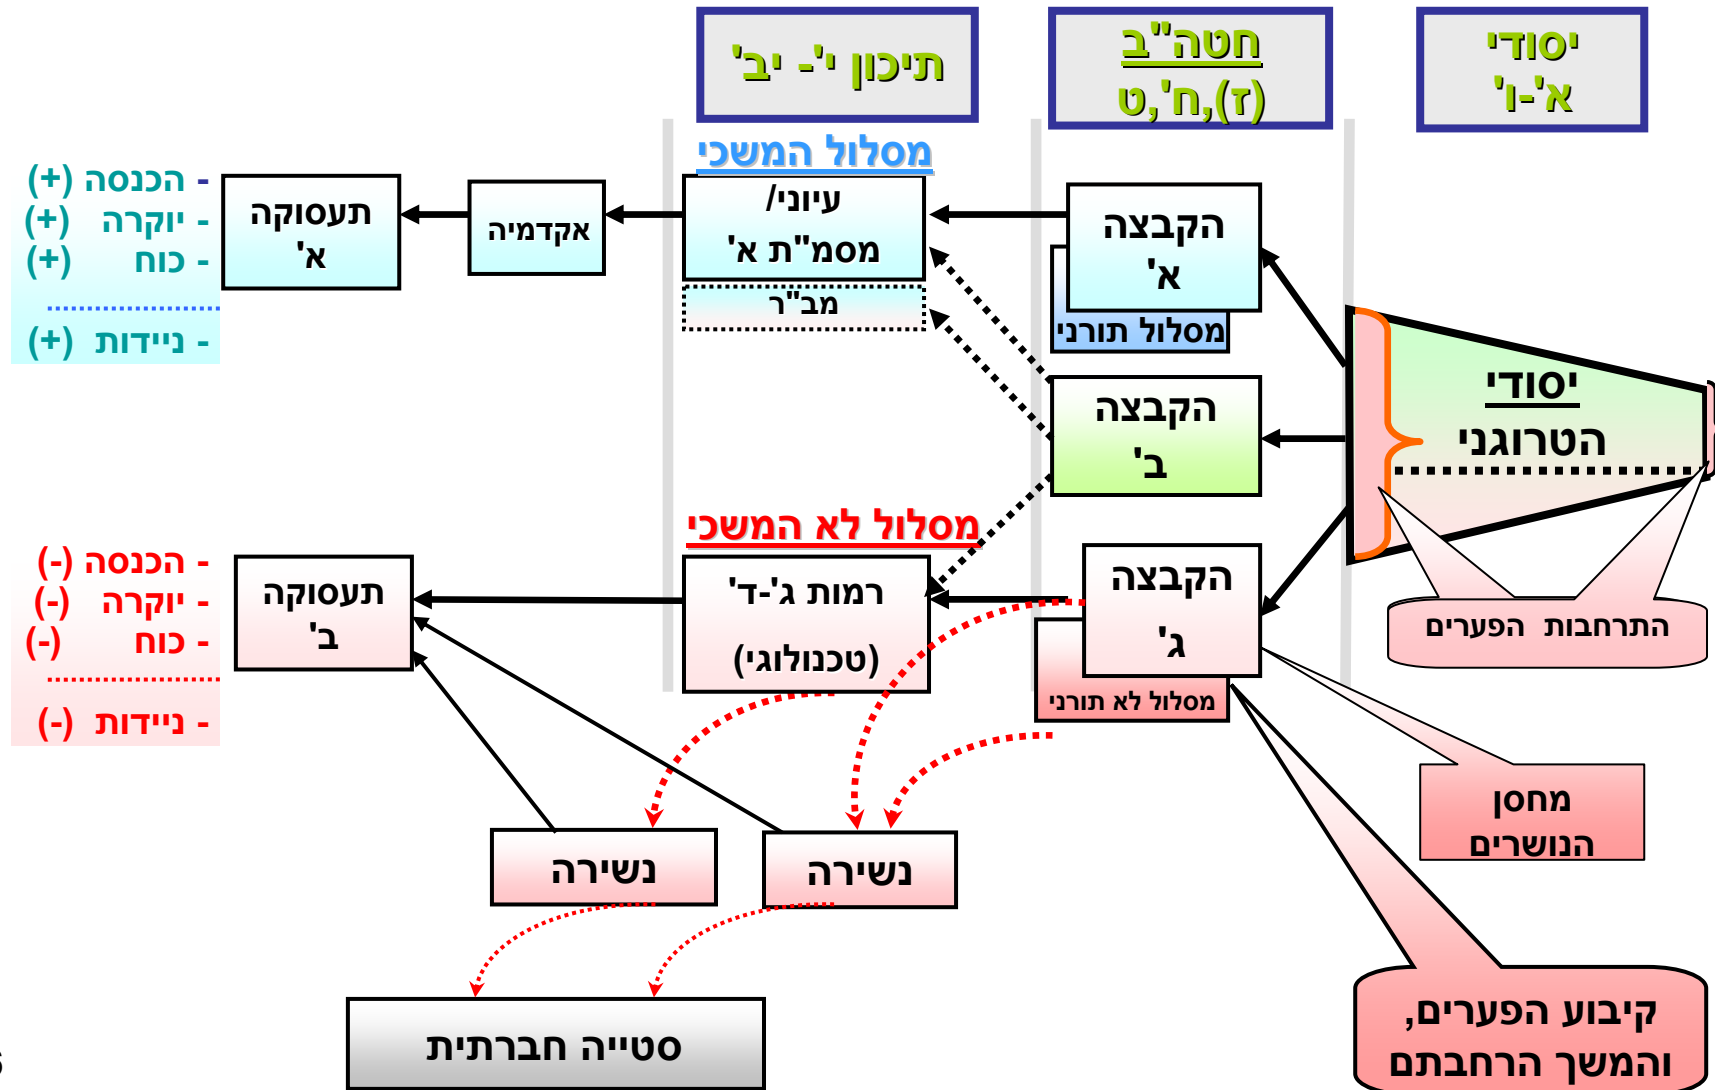 יסודי
א'-ו'
חטה"ב
(ז),ח',ט
תיכון י'- יב'
מסלול המשכי
עיוני/
מסמ"ת א'
מב"ר
אקדמיה
תעסוקה
א'
- הכנסה (+)
- יוקרה (+)
- כוח (+)
- ניידות (+)
הקבצה
א'
מסלול תורני
הקבצה
ב'
יסודי
הטרוגני
התרחבות הפערים
מסלול לא המשכי
רמות ג'-ד'
(טכנולוגי)
הקבצה
ג'
מסלול לא תורני
תעסוקה
ב'
- הכנסה (-)
- יוקרה (-)
- כוח (-)
- ניידות (-)
מחסן
הנושרים
נשירה
נשירה
קיבוע הפערים,
והמשך הרחבתם
סטייה חברתית